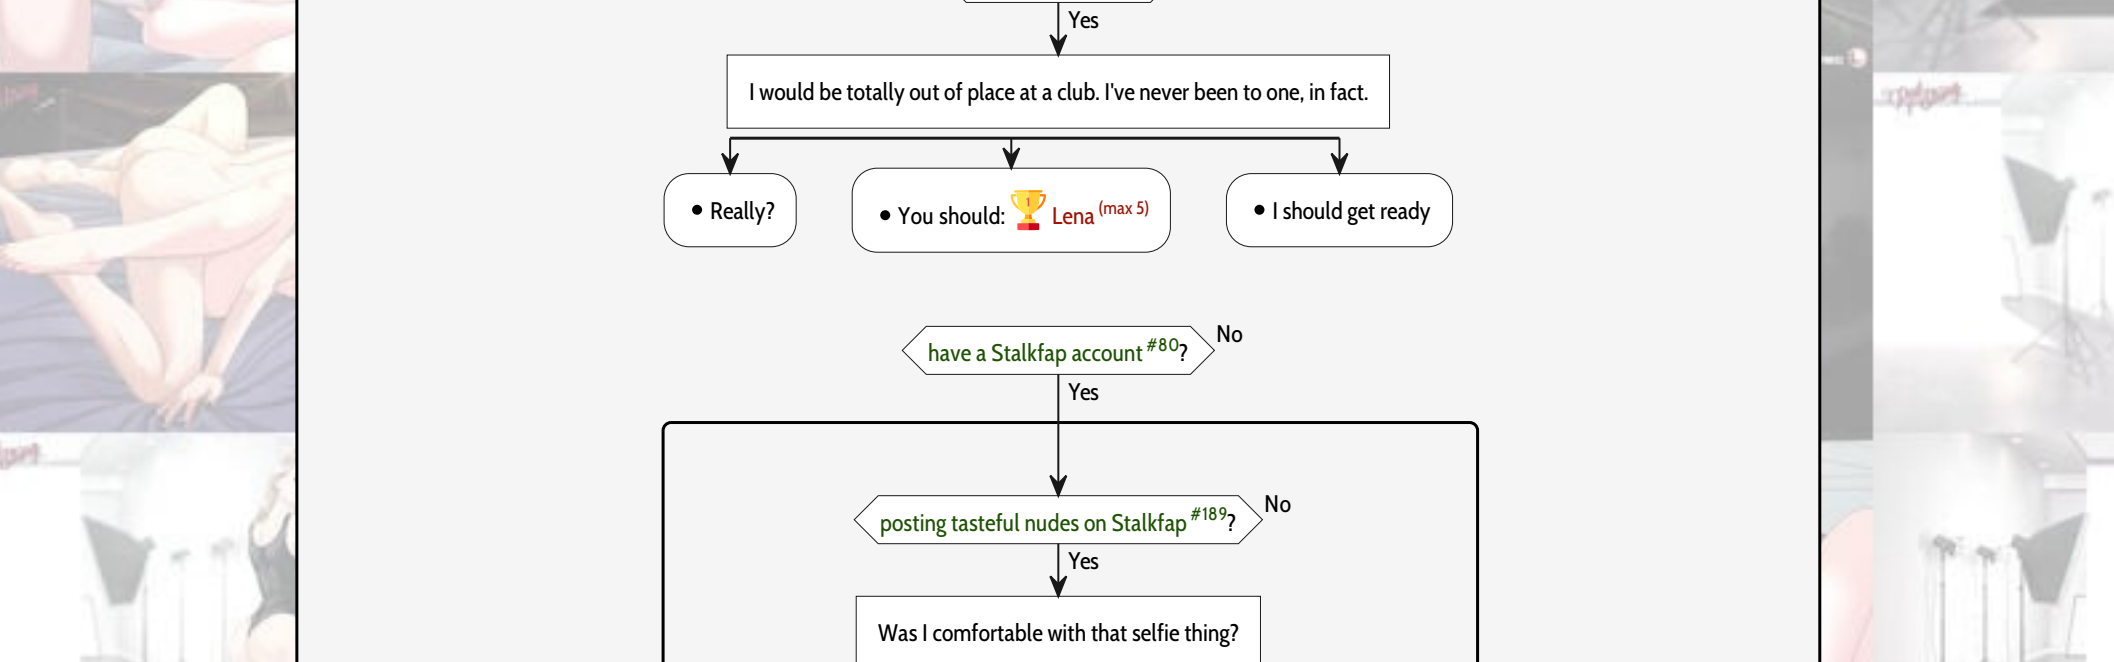 Yes
I would be totally out of place at a club. I've never been to one, in fact.
• Really?
• You should: 1 Lena (max 5)
• I should get ready
have a Stalkfap account #80?
No
Yes
posting tasteful nudes on Stalkfap #189?
No
Yes
Was I comfortable with that selfie thing?